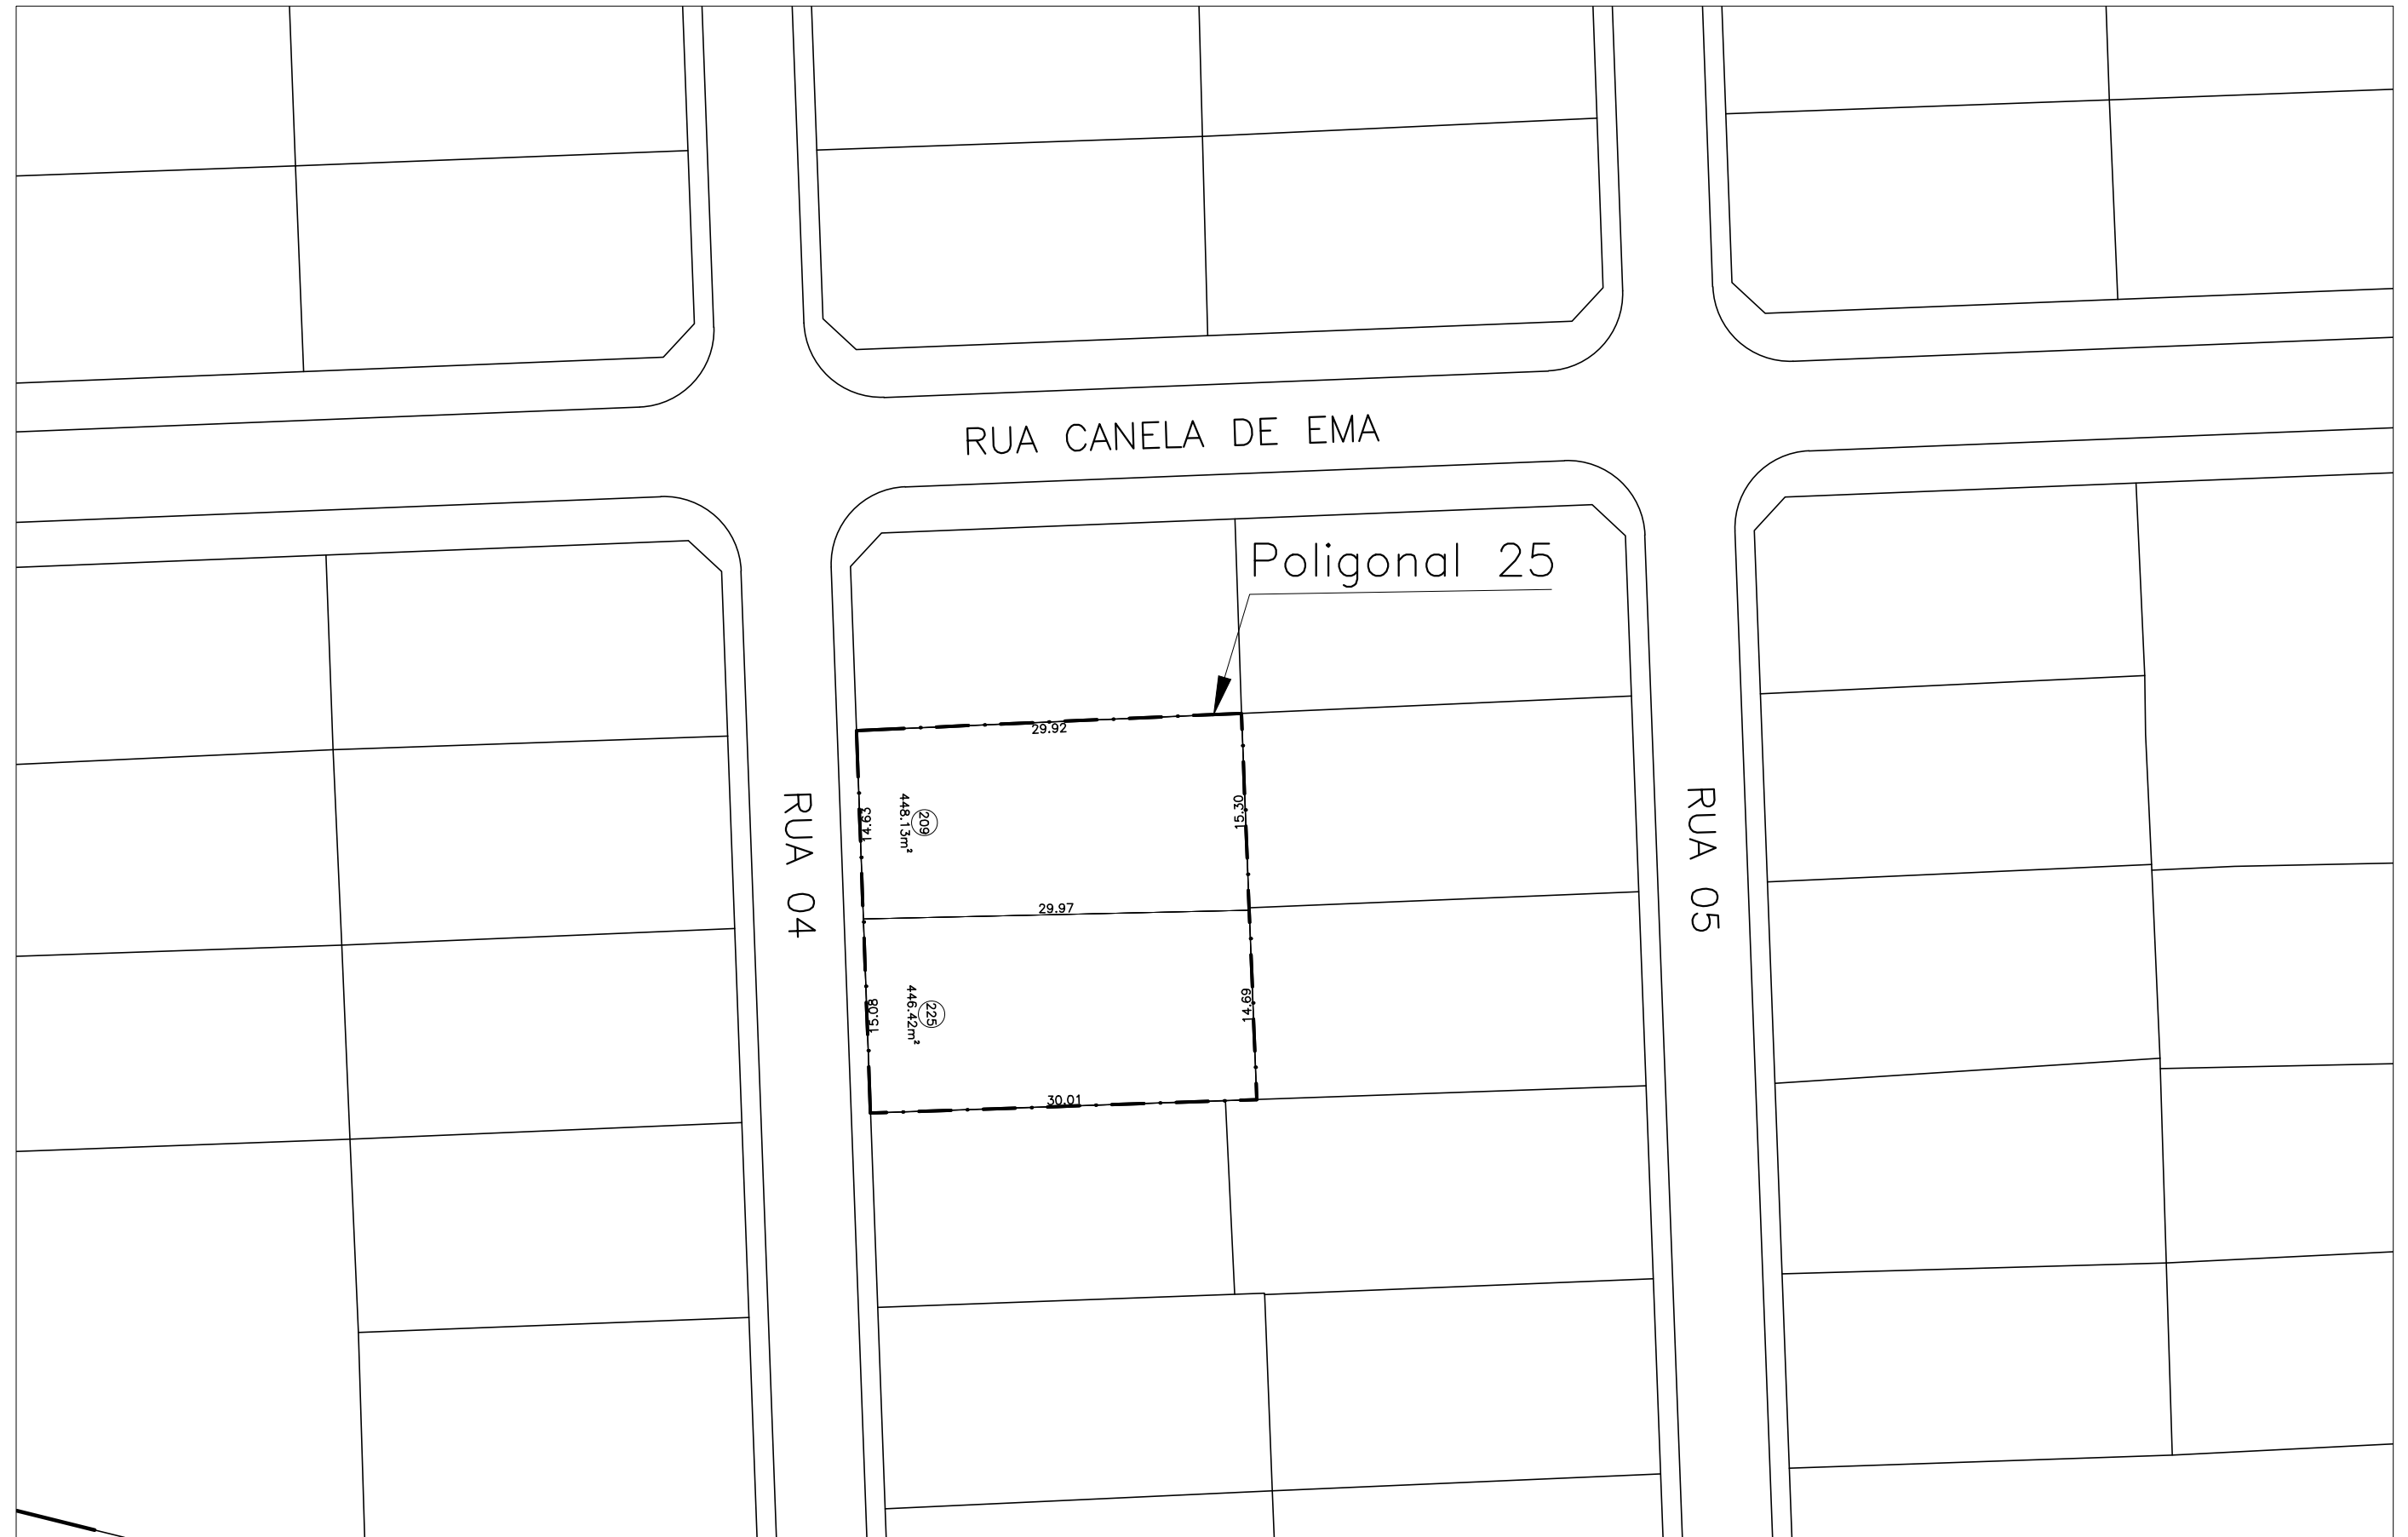 RUA CANELA DE EMA
Poligonal 25
29.92
14.63
448.13m²
209
15.30
RUA 04
RUA 05
29.97
15.08
446.42m²
225
14.69
30.01